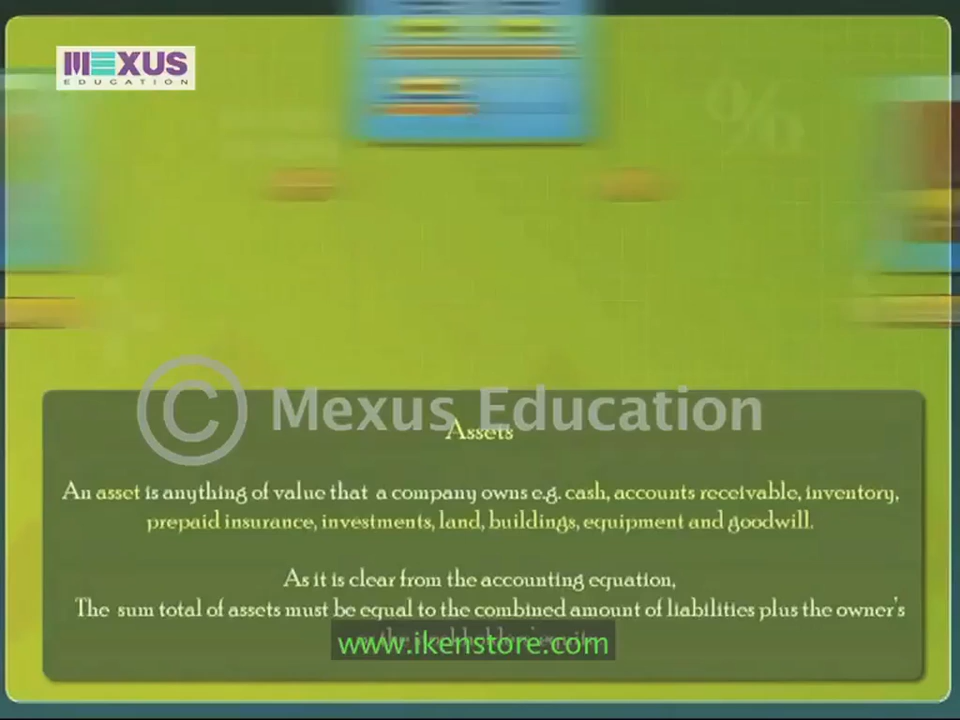 MEXUS
EDUCATION
%
© Mexus Education
Assets
An asset is anything of value that a company owns e.g. cash, accounts receivable, inventory,
prepaid insurance, investments, land, buildings, equipment and goodwill.
As it is clear from the accounting equation,
The sum total of assets must be equal to the combined amount of liabilities plus the owner's
www.ikenstore.com